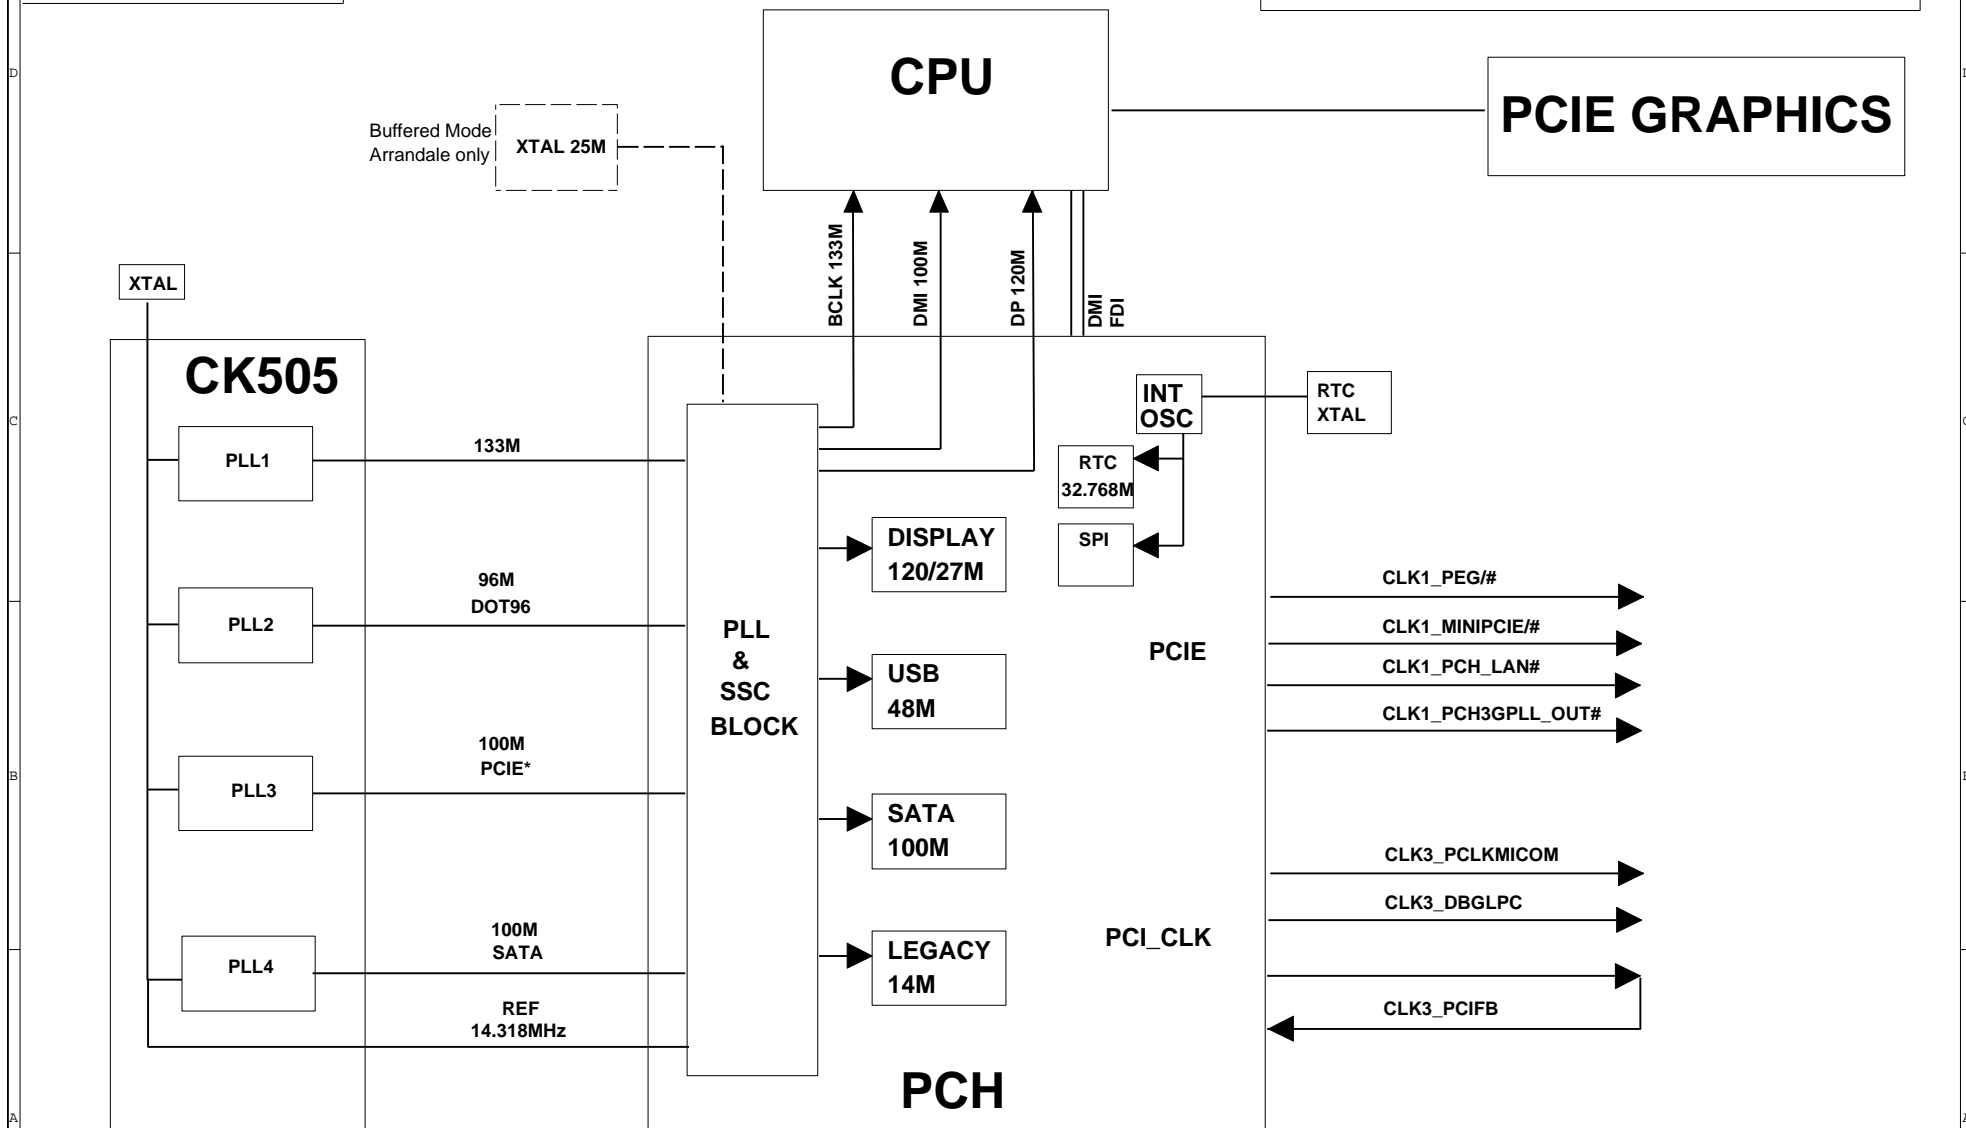 D
CPU
PCIE GRAPHICS
Buffered Mode
Arrandale only
XTAL 25M
BCLK 133M
DMI 100M
DP 120M
DMI
FDI
XTAL
CK505
INT
OSC
RTC
XTAL
C
133M
PLL1
RTC
32.768M
SPI
DISPLAY
120/27M
96M
DOT96
PLL2
PLL
&
SSC
BLOCK
USB
48M
PCIE
CLK1_PEG/#
CLK1_MINIPCIE/#
CLK1_PCH_LAN#
CLK1_PCH3GPLL_OUT#
B
100M
PCIE*
PLL3
SATA
100M
CLK3_PCLKMICOM
CLK3_DBGLPC
100M
SATA
PLL4
LEGACY
14M
PCI_CLK
REF
14.318MHz
CLK3_PCIFB
PCH
A